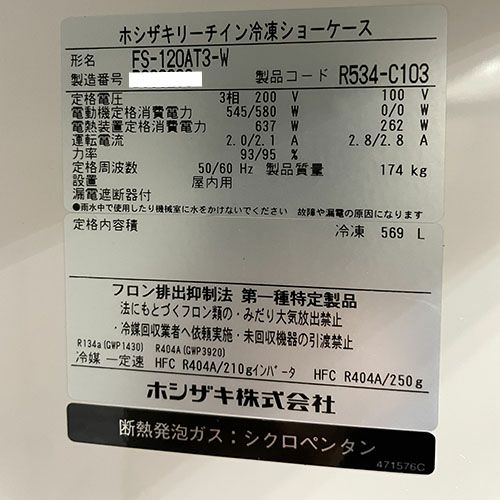 ホシザキリーチイン冷凍ショーケース
形名 FS-120AT3-W
製造番号 製品コード R534-C103
定格電圧 3相 200 V 100 V
電動機定格消費電力 545/580 W 0/0 W
電熱装置定格消費電力 637 W 262 W
運転電流 2.0/2.1 A 2.8/2.8 A
力率 93/95 %
定格周波数 50/60 Hz 製品質量 174 kg
設置 屋内用
漏電遮断器付
●雨水中で使用したり機械室に水をかけないでください 故障や漏電の原因になります
定格内容積 冷凍 569 L
フロン排出抑制法 第一種特定製品
法にもとづくフロン類の・みだり大気放出禁止
・冷媒回収業者へ依頼実施・未回収機器の引渡禁止
R134a(GWP1430) R404A(GWP3920)
冷媒 一定速 HFC R404A/210gインバータ HFC R404A/250g
ホシザキ株式会社
断熱発泡ガス：シクロペンタン
471576C